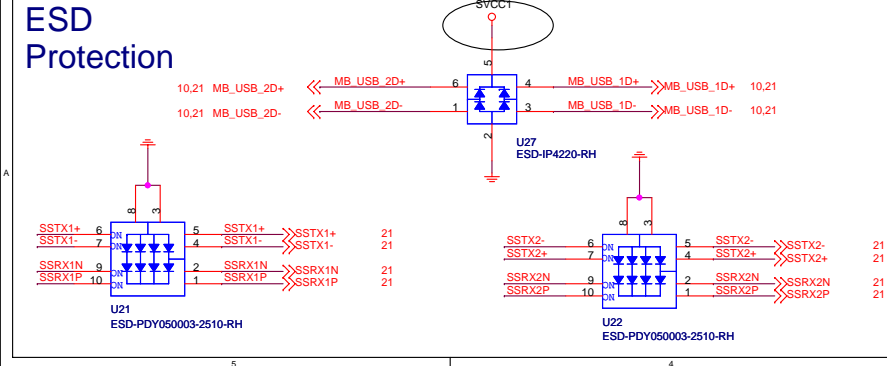 ESD
Protection
5VCC1
5
10,21 MB_USB_2D+ MB_USB_2D+ 6 4 MB_USB_1D+ MB_USB_1D+ 10,21
10,21 MB_USB_2D- MB_USB_2D- 1 3 MB_USB_1D- MB_USB_1D- 10,21
2
U27
ESD-IP4220-RH
A
8 3
SSTX1+ 6 5 SSTX1+ SSTX1+ 21
SSTX1- 7 4 SSTX1- SSTX1- 21
SSRX1N 9 2 SSRX1N SSRX1N 21
SSRX1P 10 1 SSRX1P SSRX1P 21
U21
ESD-PDY050003-2510-RH
8 3
SSTX2- 6 5 SSTX2- SSTX2- 21
SSTX2+ 7 4 SSTX2+ SSTX2+ 21
SSRX2N 9 2 SSRX2N SSRX2N 21
SSRX2P 10 1 SSRX2P SSRX2P 21
U22
ESD-PDY050003-2510-RH
5 4